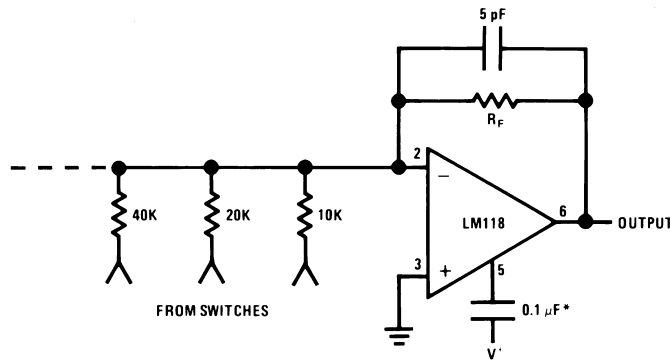 5 pF
R_F
2
40K
20K
10K
−
LM118
6
OUTPUT
3
+
5
FROM SWITCHES
0.1 μF*
V+